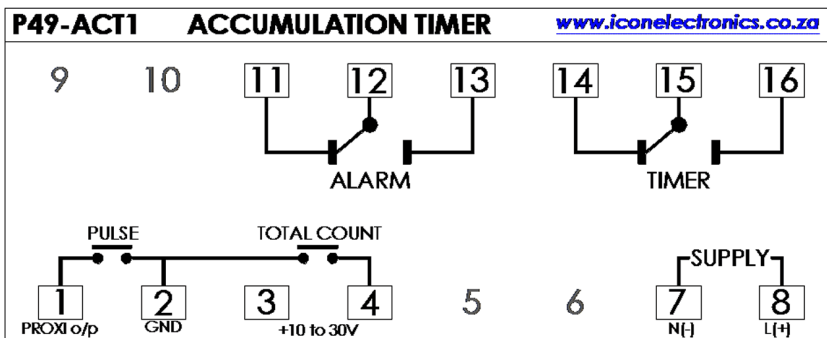 P49-ACT1 ACCUMULATION TIMER www.iconelectronics.co.za
9 10 11 12 13 14 15 16
ALARM TIMER
PULSE TOTAL COUNT
SUPPLY
1 2 3 4 5 6 7 8
PROXI o/p GND +10 to 30V N(-) L(+)